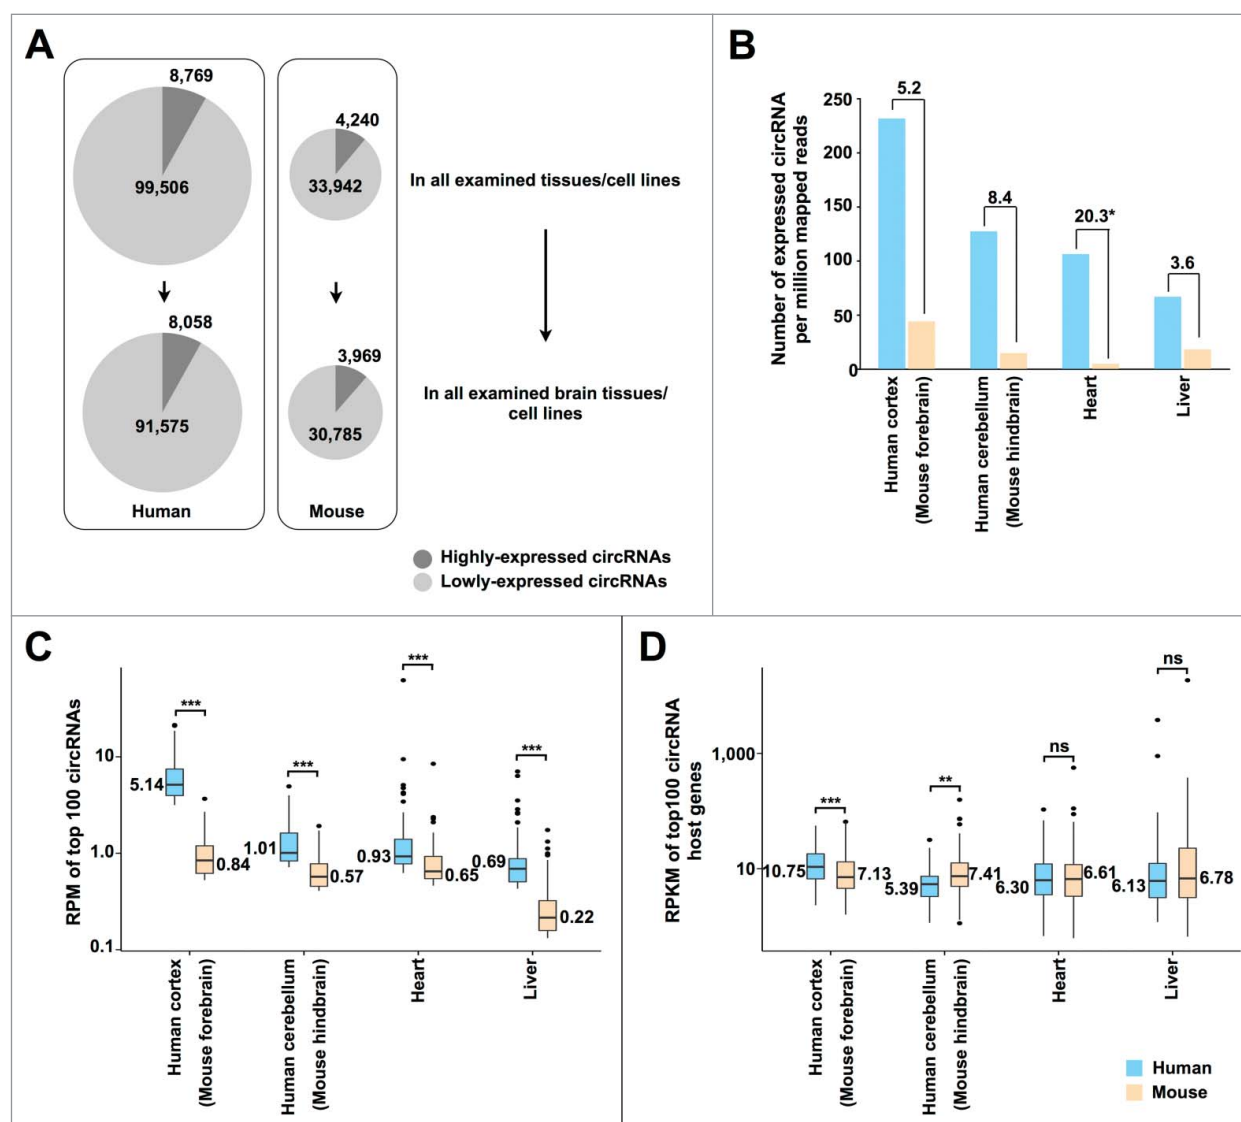 A
8,769
99,506
8,058
91,575
Human
4,240
33,942
3,969
30,785
Mouse
In all examined tissues/cell lines
In all examined brain tissues/
cell lines
Highly-expressed circRNAs
Lowly-expressed circRNAs
B
Number of expressed circRNA
per million mapped reads
250
200
150
100
50
0
5.2
8.4
20.3*
3.6
Human cortex
(Mouse forebrain)
Human cerebellum
(Mouse hindbrain)
Heart
Liver
C
RPM of top 100 circRNAs
10
1.0
0.1
***
***
***
***
5.14
0.84
1.01
0.57
0.93
0.65
0.69
0.22
Human cortex
(Mouse forebrain)
Human cerebellum
(Mouse hindbrain)
Heart
Liver
D
RPKM of top100 circRNA
host genes
1,000
10
***
**
ns
ns
10.75
7.13
5.39
7.41
6.30
6.61
6.13
6.78
Human cortex
(Mouse forebrain)
Human cerebellum
(Mouse hindbrain)
Heart
Liver
Human
Mouse